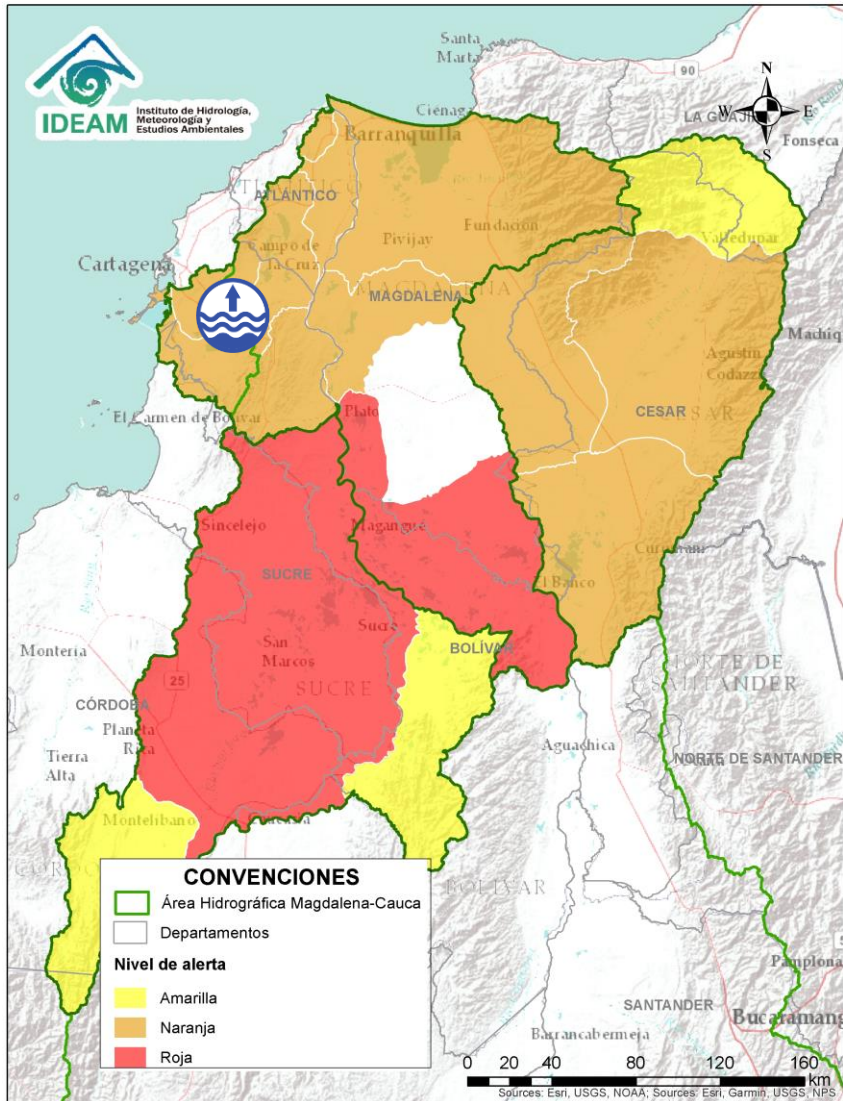 IDEAM
Instituto de Hidrología,
Meteorología y
Estudios Ambientales
Santa
Marta
90
N
W
E
S
Ciénaga
LA GUAJIRA
Fonseca
Barranquilla
ATLÁNTICO
Fundación
Pivijay
Valledupar
Campo de
la Cruz
Cartagena
MAGDALENA
MAGDALENA
Machiq
Agustín
Codazzi
Plato
El Carmen de Bolívar
CESAR
CESAR
Sincelejo
Magangué
Curumaní
SUCRE
El Banco
Sucre
Montería
San
Marcos
BOLÍVAR
NORTE DE
SANTANDER
SUCRE
25
CÓRDOBA
Planeta
Rica
Aguachica
NORTE DE SANTANDER
Tierra
Alta
Montelíbano
Caucasia
BOLÍVAR
CONVENCIONES
Área Hidrográfica Magdalena-Cauca
Departamentos
Nivel de alerta
Amarilla
Naranja
Roja
Pamplona
SANTANDER
Bucaramang
Barrancabermeja
0 20 40 80 120 160
km
Sources: Esri, USGS, NOAA; Sources: Esri, Garmin, USGS, NPS